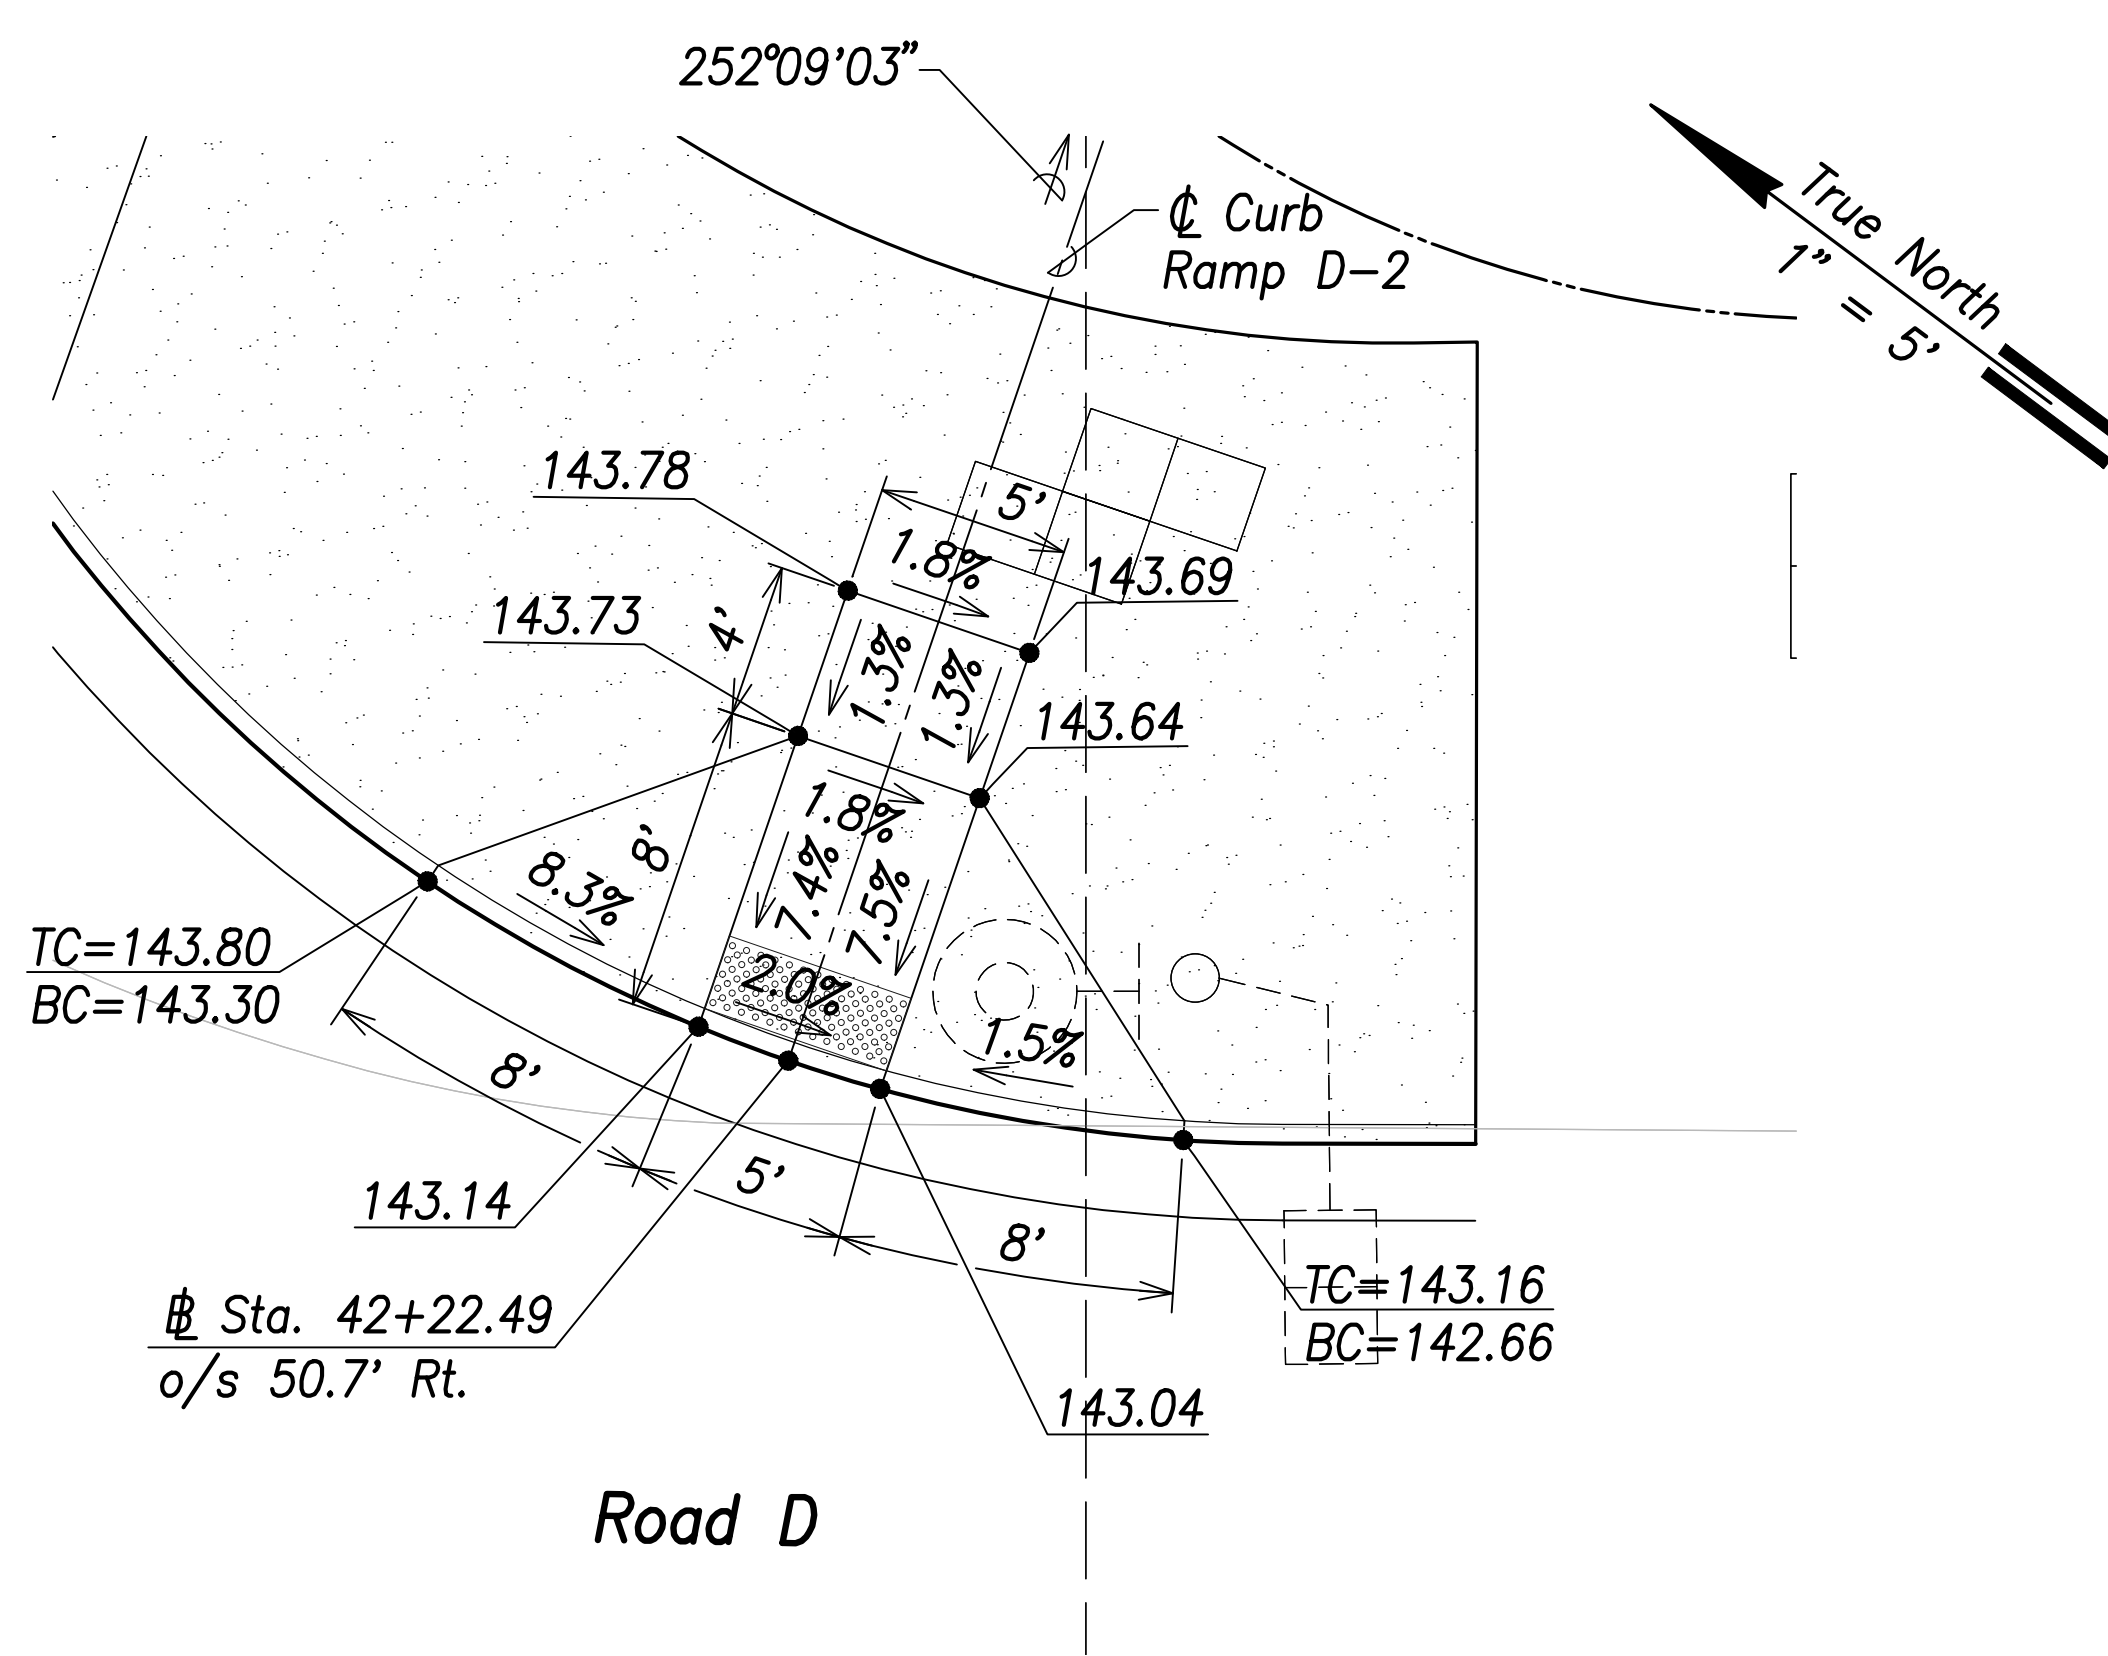 252°09'03"
℄ Curb
Ramp D-2
True North
1" = 5'
143.78
5'
1.8%
143.69
143.73
4'
1.3%
1.3%
143.64
1.8%
8'
7.4%
7.5%
8.3%
TC=143.80
BC=143.30
2.0%
1.5%
8'
5'
8'
143.14
TC=143.16
BC=142.66
B Sta. 42+22.49
o/s 50.7' Rt.
143.04
Road D